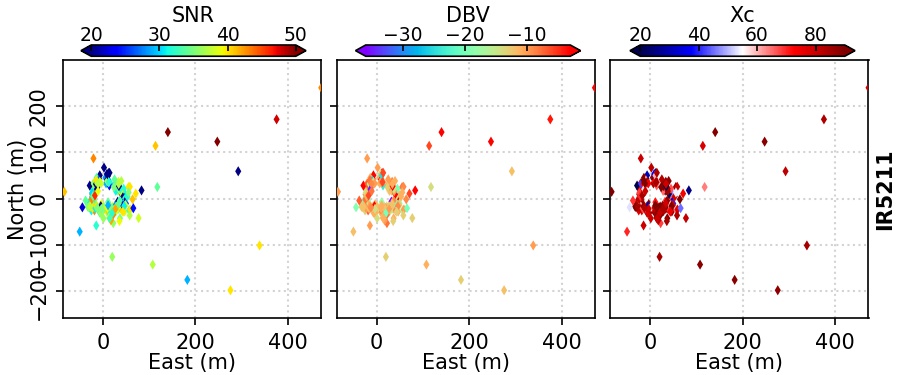 SNR DBV Xc
20 30 40 50 −30 −20 −10 20 40 60 80
North (m)
200
100
0
−100
−200
0 200 400 0 200 400 0 200 400
East (m) East (m) East (m)
IR5211